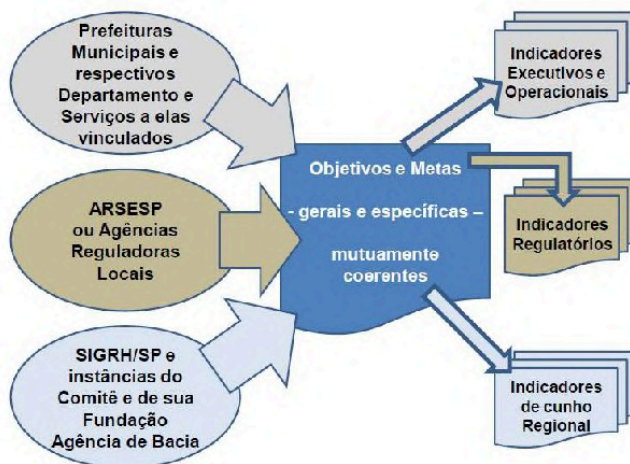 Prefeituras
Municipais e
respectivos
Departamento e
Serviços a elas
vinculados
ARSESP
ou Agências
Reguladoras
Locais
SIGRH/SP e
instâncias do
Comitê e de sua
Fundação
Agência de Bacia
Objetivos e Metas
- gerais e específicas –
mutuamente
coerentes
Indicadores
Executivos e
Operacionais
Indicadores
Regulatórios
Indicadores
de cunho
Regional